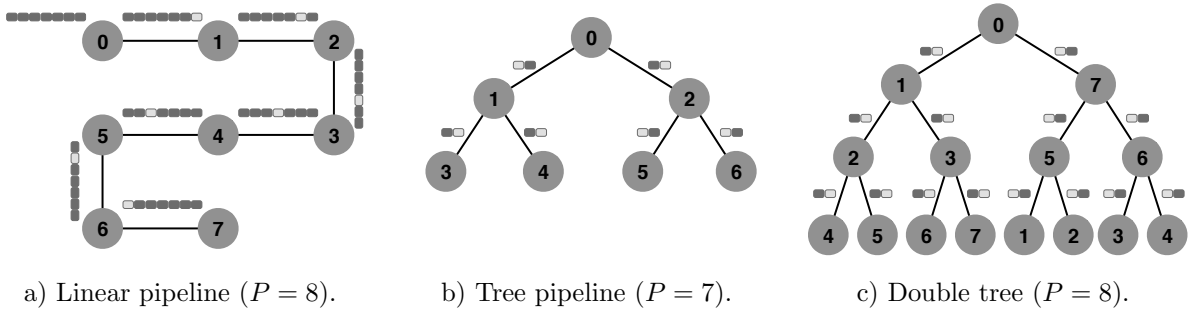 0 1 2
5 4 3
6 7
0
1 2
3 4 5 6
0
1 7
2 3 5 6
4 5 6 7 1 2 3 4
a) Linear pipeline (P = 8). b) Tree pipeline (P = 7). c) Double tree (P = 8).